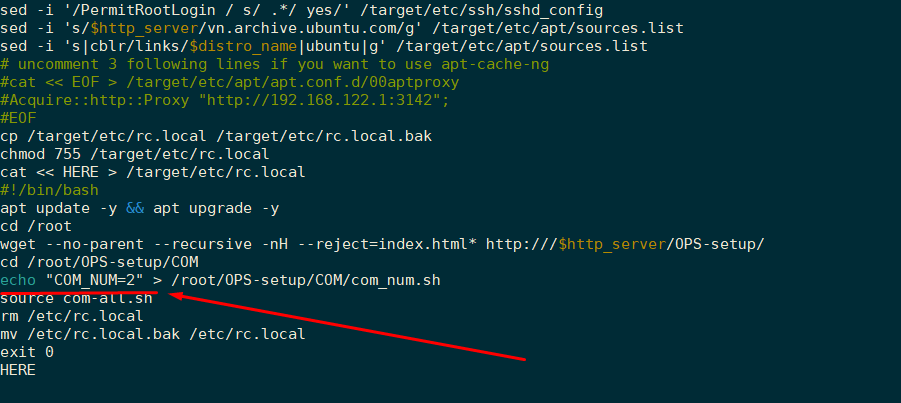 sed -i '/PermitRootLogin / s/ .*/ yes/' /target/etc/ssh/sshd_config
sed -i 's/$http_server/vn.archive.ubuntu.com/g' /target/etc/apt/sources.list
sed -i 's|cblr/links/$distro_name|ubuntu|g' /target/etc/apt/sources.list
# uncomment 3 following lines if you want to use apt-cache-ng
#cat << EOF > /target/etc/apt/apt.conf.d/00aptproxy
#Acquire::http::Proxy "http://192.168.122.1:3142";
#EOF
cp /target/etc/rc.local /target/etc/rc.local.bak
chmod 755 /target/etc/rc.local
cat << HERE > /target/etc/rc.local
#!/bin/bash
apt update -y && apt upgrade -y
cd /root
wget --no-parent --recursive -nH --reject=index.html* http:///$http_server/OPS-setup/
cd /root/OPS-setup/COM
echo "COM_NUM=2" > /root/OPS-setup/COM/com_num.sh
source com-all.sh
rm /etc/rc.local
mv /etc/rc.local.bak /etc/rc.local
exit 0
HERE